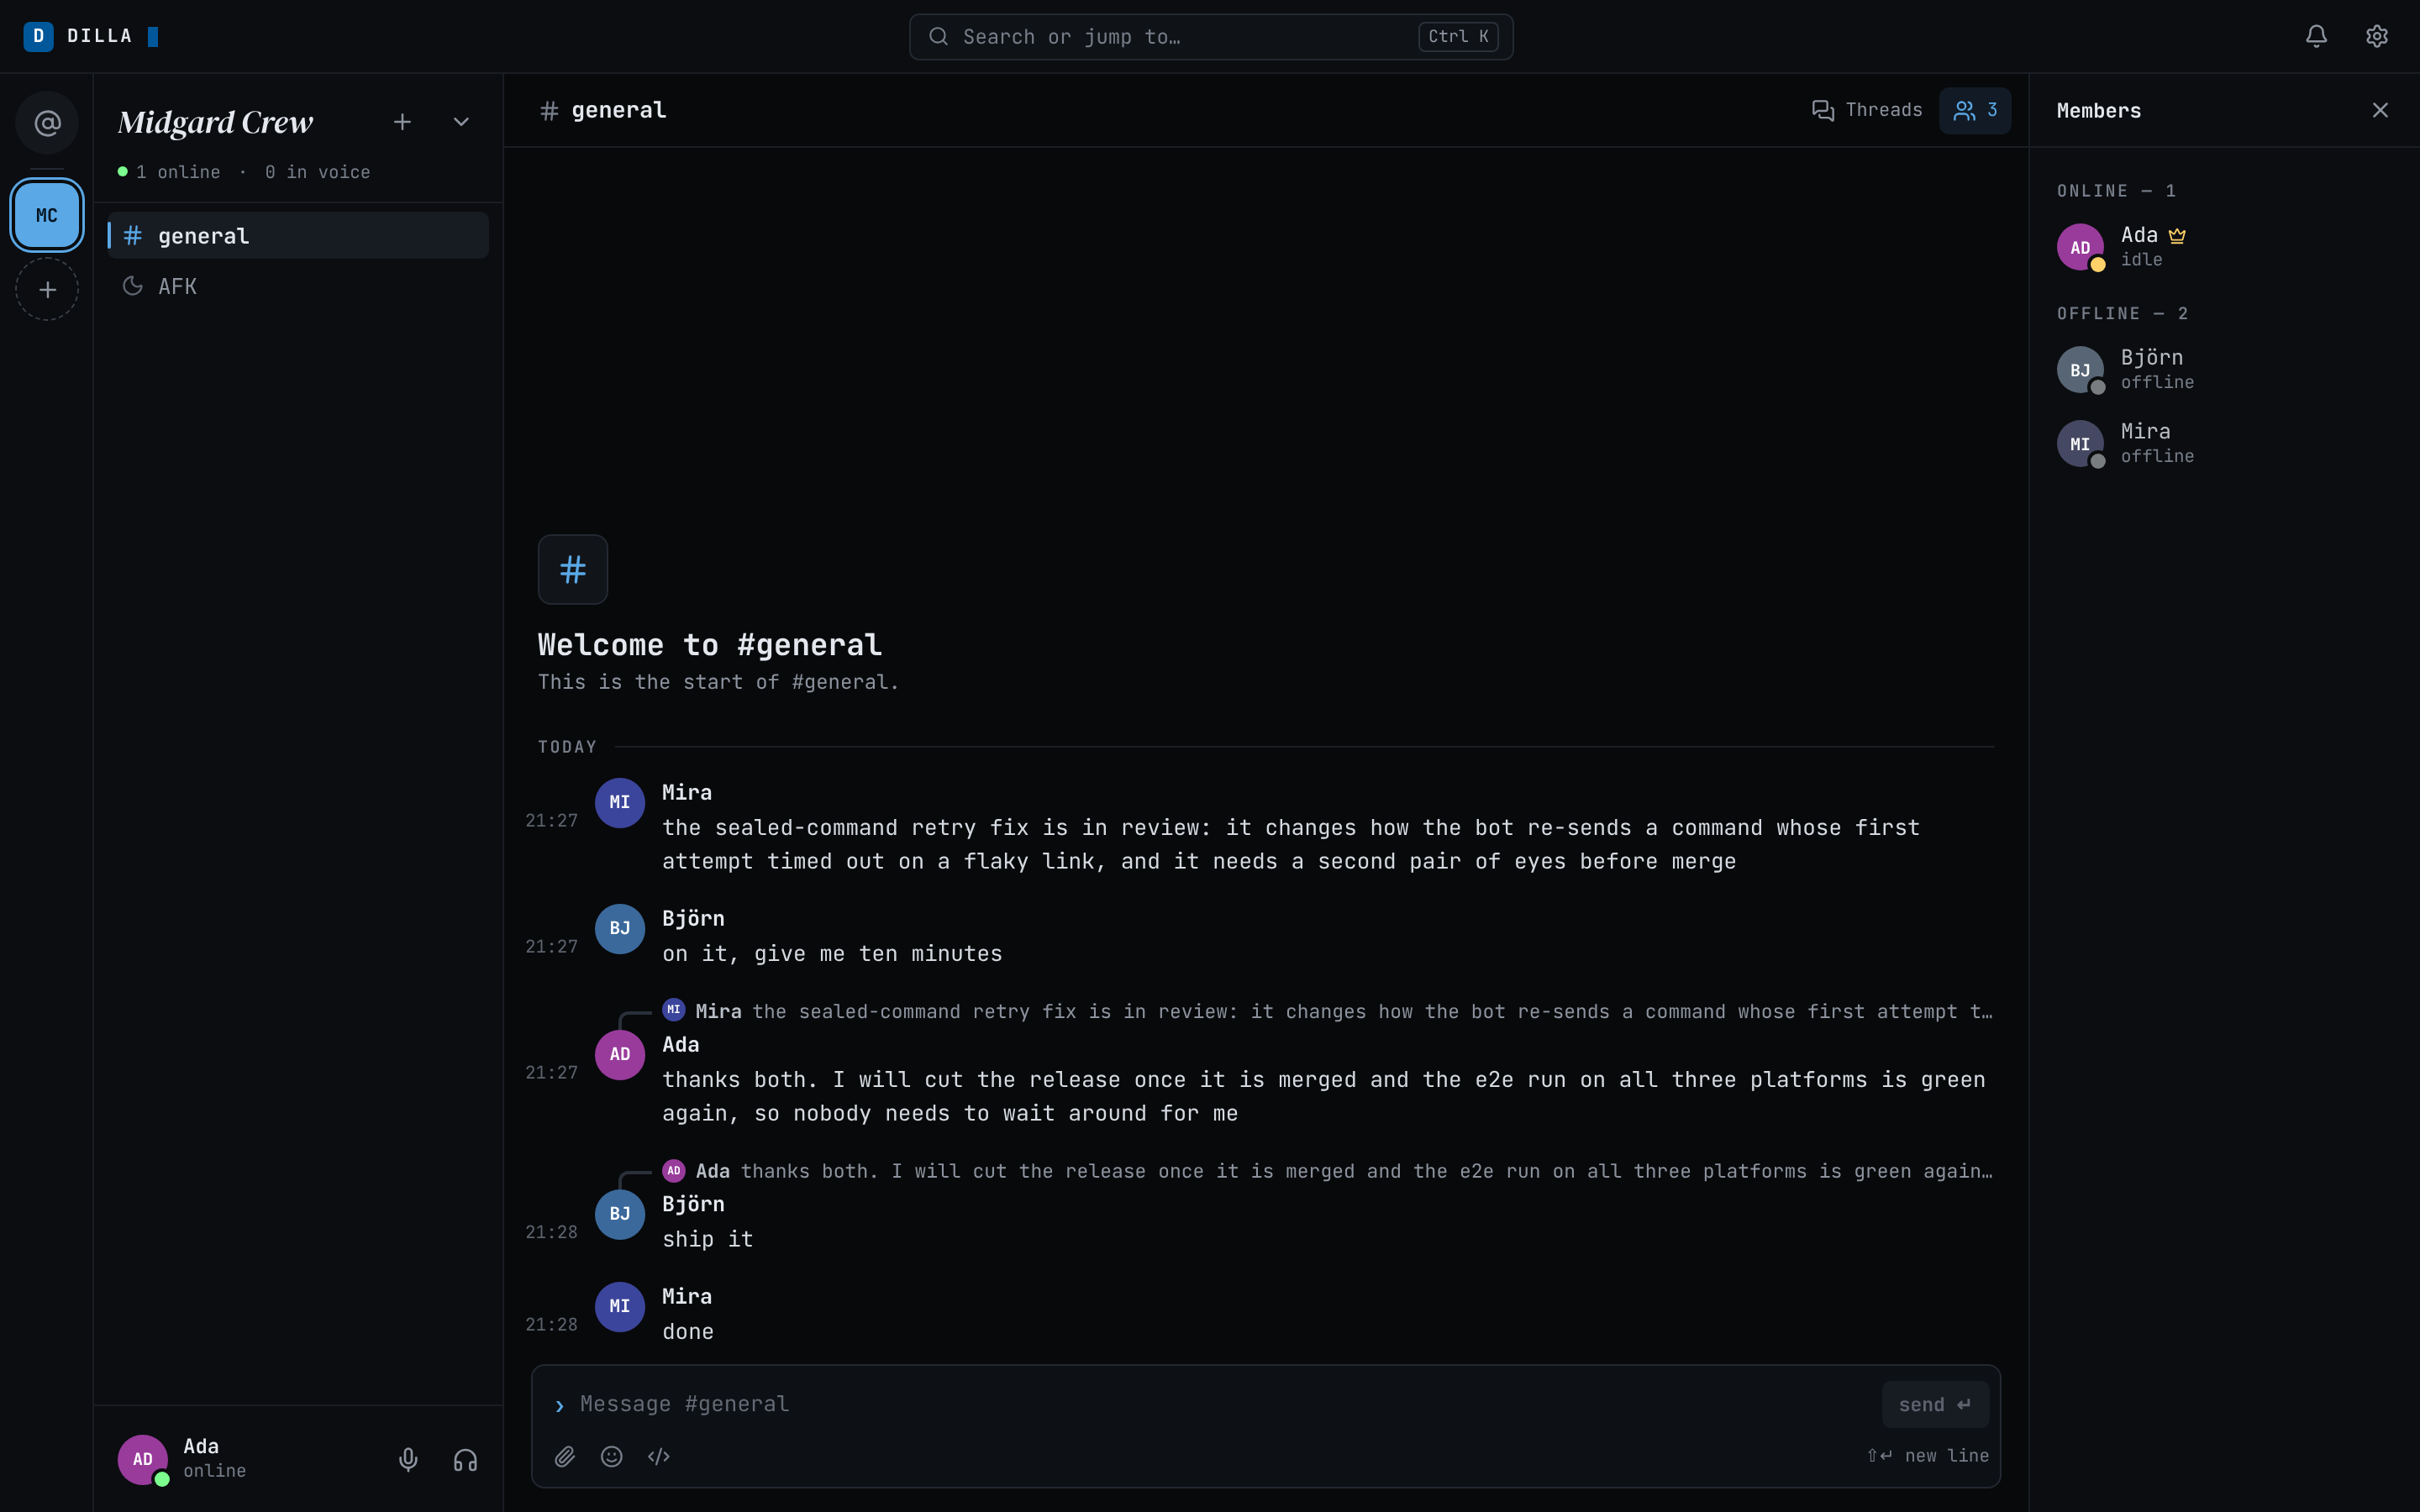 D DILLA
Search or jump to… Ctrl K
@
MC
Midgard Crew
1 online · 0 in voice
# general
AFK
AD Ada
online
# general
Threads
3
#
Welcome to #general
This is the start of #general.
TODAY
MI Mira
21:27
the sealed-command retry fix is in review: it changes how the bot re-sends a command whose first
attempt timed out on a flaky link, and it needs a second pair of eyes before merge
BJ Björn
21:27
on it, give me ten minutes
MI Mira the sealed-command retry fix is in review: it changes how the bot re-sends a command whose first attempt t…
AD Ada
21:27
thanks both. I will cut the release once it is merged and the e2e run on all three platforms is green
again, so nobody needs to wait around for me
AD Ada thanks both. I will cut the release once it is merged and the e2e run on all three platforms is green again…
BJ Björn
21:28
ship it
MI Mira
21:28
done
› Message #general
send ↵
⇧↵ new line
Members
ONLINE — 1
AD Ada
idle
OFFLINE — 2
BJ Björn
offline
MI Mira
offline